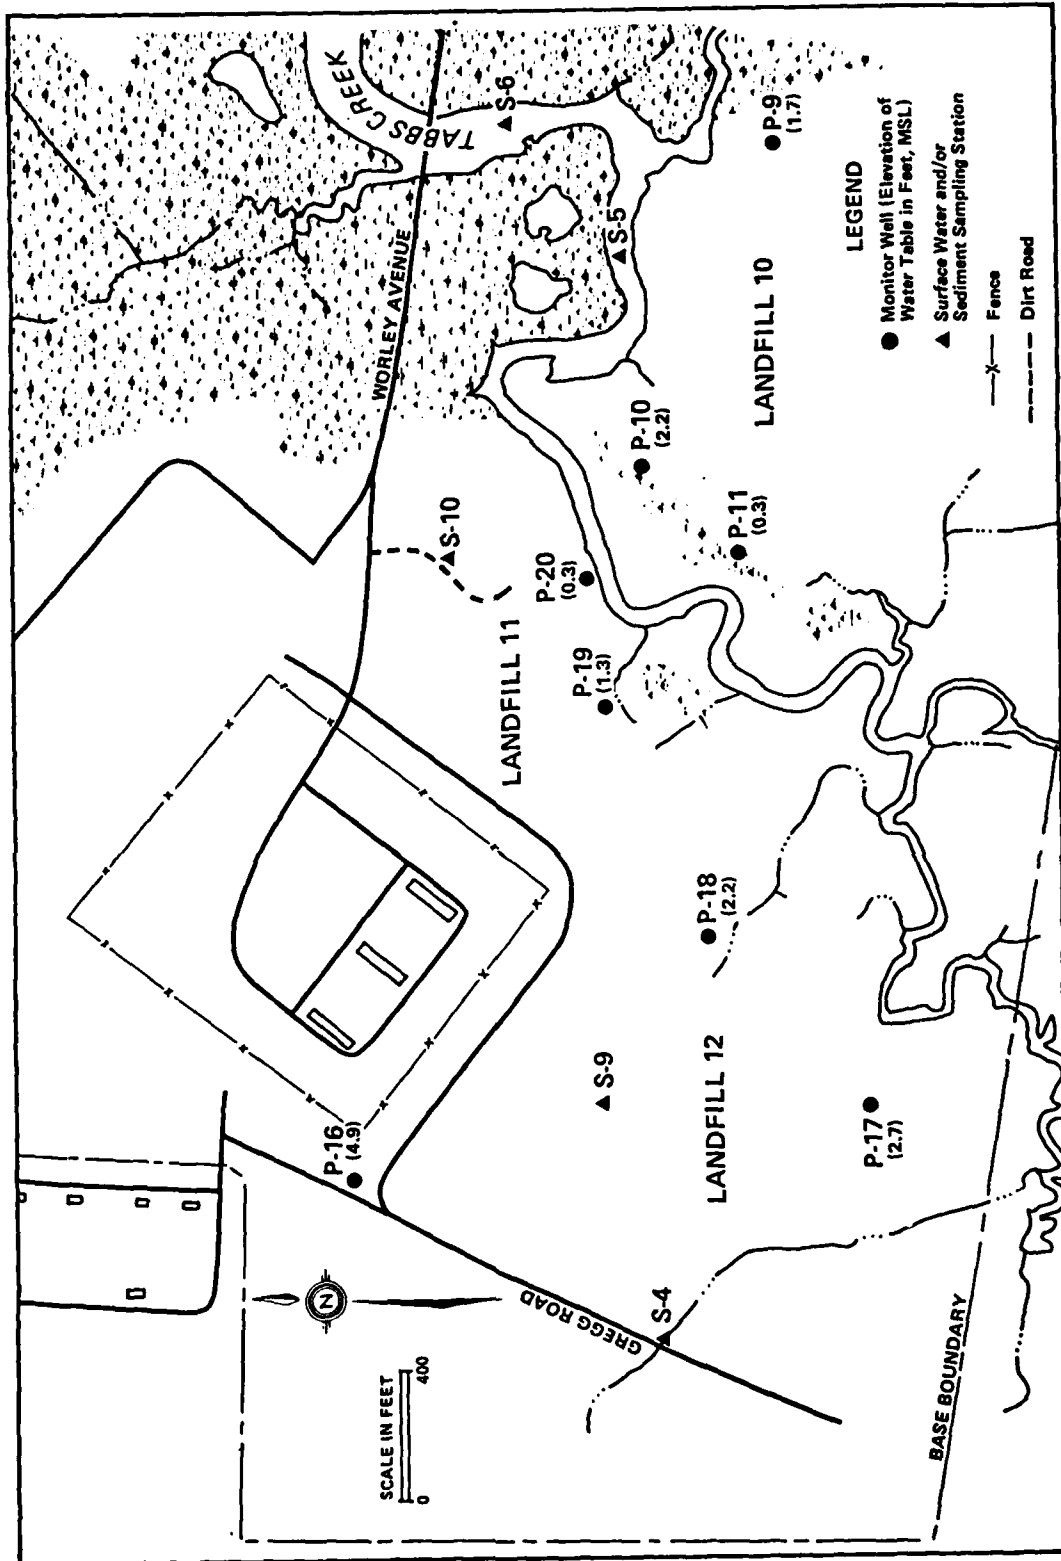 TABBS CREEK
S-6
WORLEY AVENUE
S-5
P-9
(1.7)
S-10
P-10
(2.2)
LANDFILL 10
P-20
(0.3)
P-11
(0.3)
LANDFILL 11
P-19
(1.3)
P-18
(2.2)
S-9
LANDFILL 12
P-16
(4.9)
P-17
(2.7)
N
GREGG ROAD
S-4
SCALE IN FEET
0
400
BASE BOUNDARY
LEGEND
Monitor Well (Elevation of
Water Table in Feet, MSL)
Surface Water and/or
Sediment Sampling Station
—X— Fence
Dirt Road